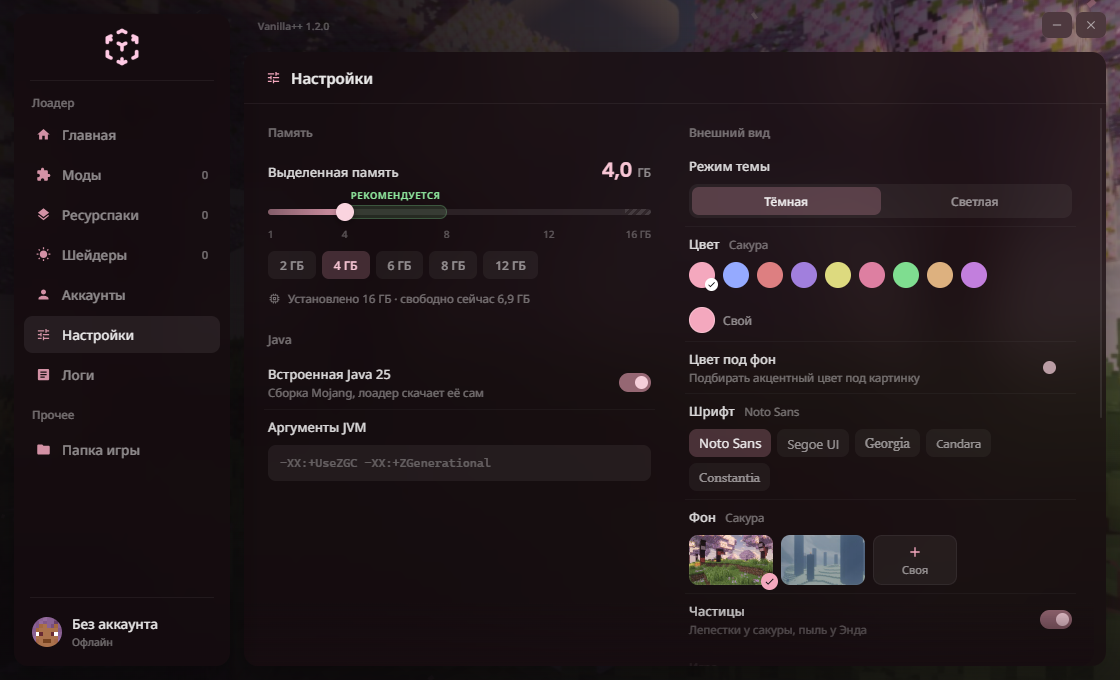 Vanilla++ 1.2.0
Лоадер
Главная
Моды 0
Ресурспаки 0
Шейдеры 0
Аккаунты
Настройки
Логи
Прочее
Папка игры
Без аккаунта
Офлайн
Настройки
Память
Выделенная память 4,0 ГБ
РЕКОМЕНДУЕТСЯ
1 4 8 12 16 ГБ
2 ГБ 4 ГБ 6 ГБ 8 ГБ 12 ГБ
Установлено 16 ГБ · свободно сейчас 6,9 ГБ
Java
Встроенная Java 25
Сборка Mojang, лоадер скачает её сам
Аргументы JVM
-XX:+UseZGC -XX:+ZGenerational
Внешний вид
Режим темы
Тёмная Светлая
Цвет Сакура
Свой
Цвет под фон
Подбирать акцентный цвет под картинку
Шрифт Noto Sans
Noto Sans Segoe UI Georgia Candara
Constantia
Фон Сакура
+
Своя
Частицы
Лепестки у сакуры, пыль у Энда